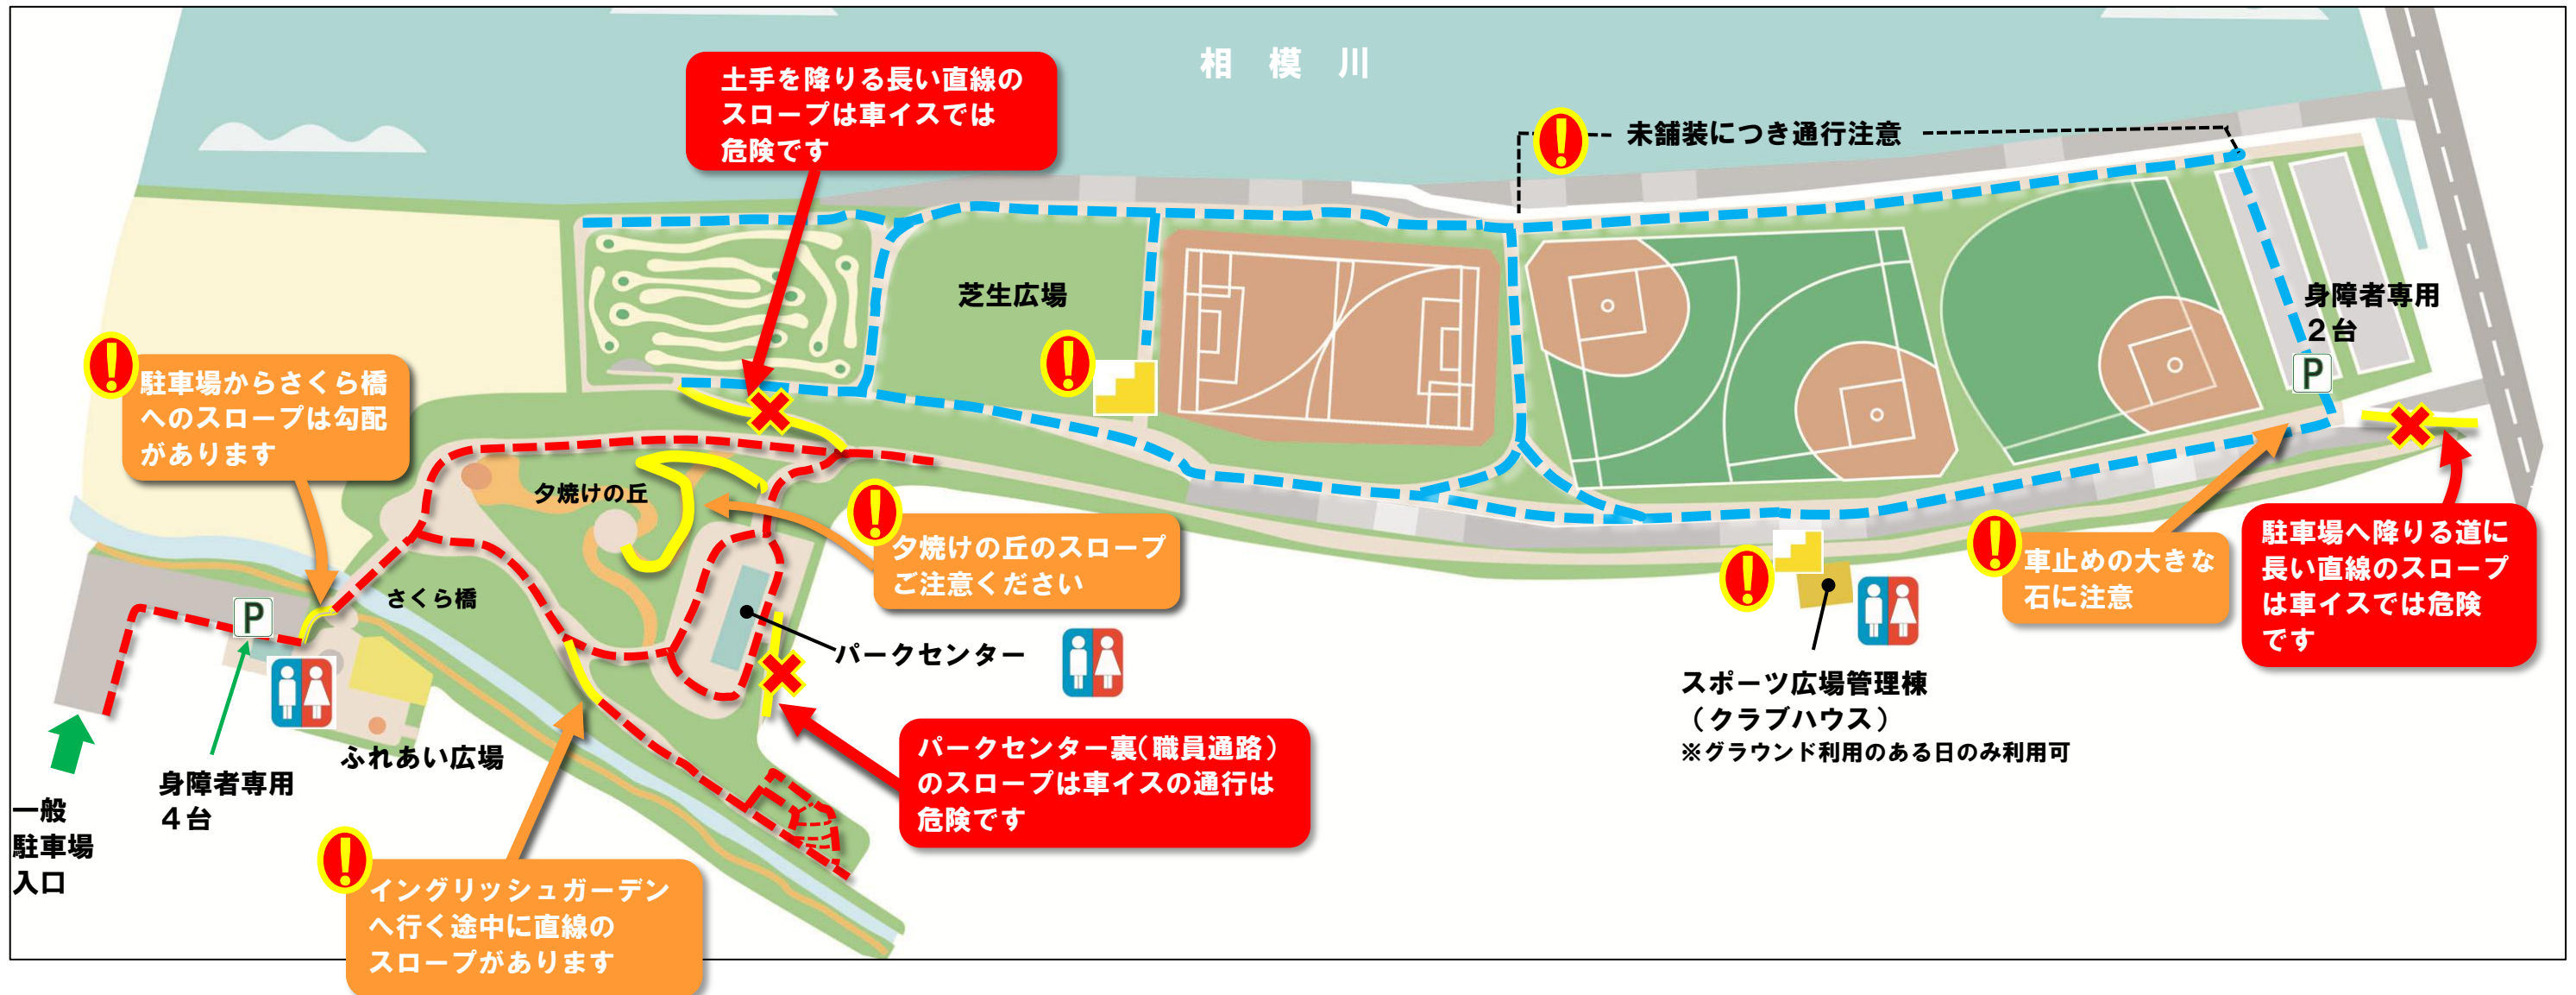 相模川
土手を降りる長い直線の
スロープは車イスでは
危険です
未舗装につき通行注意
芝生広場
身障者専用
２台
P
駐車場からさくら橋
へのスロープは勾配
があります
夕焼けの丘
夕焼けの丘のスロープ
ご注意ください
車止めの大きな
石に注意
駐車場へ降りる道に
長い直線のスロープ
は車イスでは危険
です
さくら橋
P
パークセンター
スポーツ広場管理棟
（クラブハウス）
※グラウンド利用のある日のみ利用可
ふれあい広場
身障者専用
４台
パークセンター裏（職員通路）
のスロープは車イスの通行は
危険です
一般
駐車場
入口
イングリッシュガーデン
へ行く途中に直線の
スロープがあります